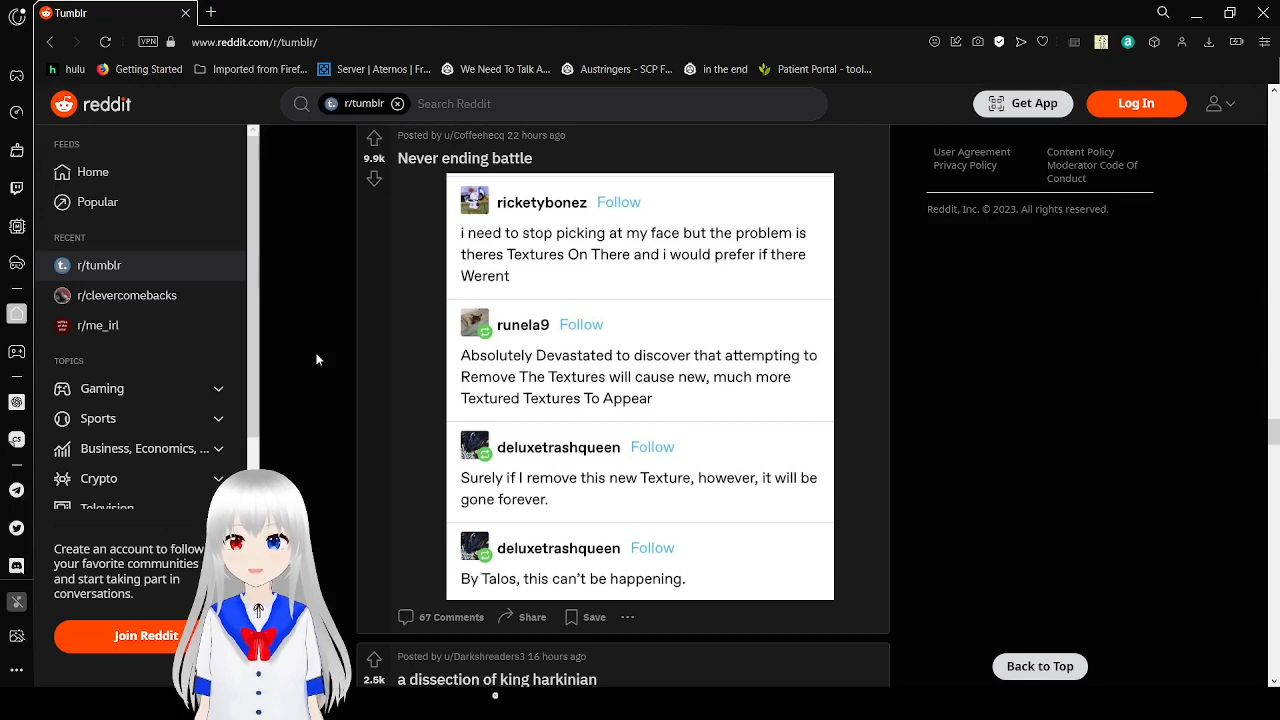 Tumblr
VPN
www.reddit.com/r/tumblr/
hulu
Getting Started
Imported from Firef...
Server | Aternos | Fr...
We Need To Talk A...
Austringers - SCP F...
in the end
Patient Portal - tool...
reddit
r/tumblr
Search Reddit
Get App
Log In
FEEDS
Home
Popular
RECENT
r/tumblr
r/clevercomebacks
r/me_irl
TOPICS
Gaming
Sports
Business, Economics, ...
Crypto
Television
Create an account to follow
your favorite communities
and start taking part in
conversations.
Join Reddit
Posted by u/Coffeehecq 22 hours ago
9.9k
Never ending battle
ricketybonez Follow
i need to stop picking at my face but the problem is
theres Textures On There and i would prefer if there
Werent
runela9 Follow
Absolutely Devastated to discover that attempting to
Remove The Textures will cause new, much more
Textured Textures To Appear
deluxetrashqueen Follow
Surely if I remove this new Texture, however, it will be
gone forever.
deluxetrashqueen Follow
By Talos, this can't be happening.
67 Comments
Share
Save
Posted by u/Darkshreaders3 16 hours ago
2.5k
a dissection of king harkinian
User Agreement
Privacy Policy
Content Policy
Moderator Code Of
Conduct
Reddit, Inc. © 2023. All rights reserved.
Back to Top